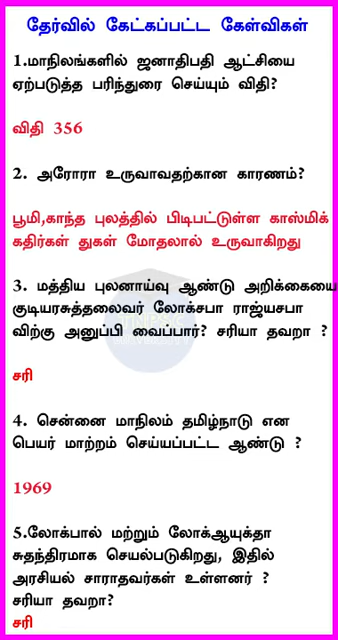 தேர்வில் கேட்கப்பட்ட கேள்விகள்
1.மாநிலங்களில் ஜனாதிபதி ஆட்சியை
ஏற்படுத்த பரிந்துரை செய்யும் விதி?
விதி 356
2. அரோரா உருவாவதற்கான காரணம்?
பூமி,காந்த புலத்தில் பிடிபட்டுள்ள காஸ்மிக்
கதிர்கள் துகள் மோதலால் உருவாகிறது
3. மத்திய புலனாய்வு ஆண்டு அறிக்கையை
குடியரசுத்தலைவர் லோக்சபா ராஜ்யசபா
விற்கு அனுப்பி வைப்பார்? சரியா தவறா ?
சரி
4. சென்னை மாநிலம் தமிழ்நாடு என
பெயர் மாற்றம் செய்யப்பட்ட ஆண்டு ?
1969
5.லோக்பால் மற்றும் லோக்ஆயுக்தா
சுதந்திரமாக செயல்படுகிறது, இதில்
அரசியல் சாராதவர்கள் உள்ளனர் ?
சரியா தவறா?
சரி